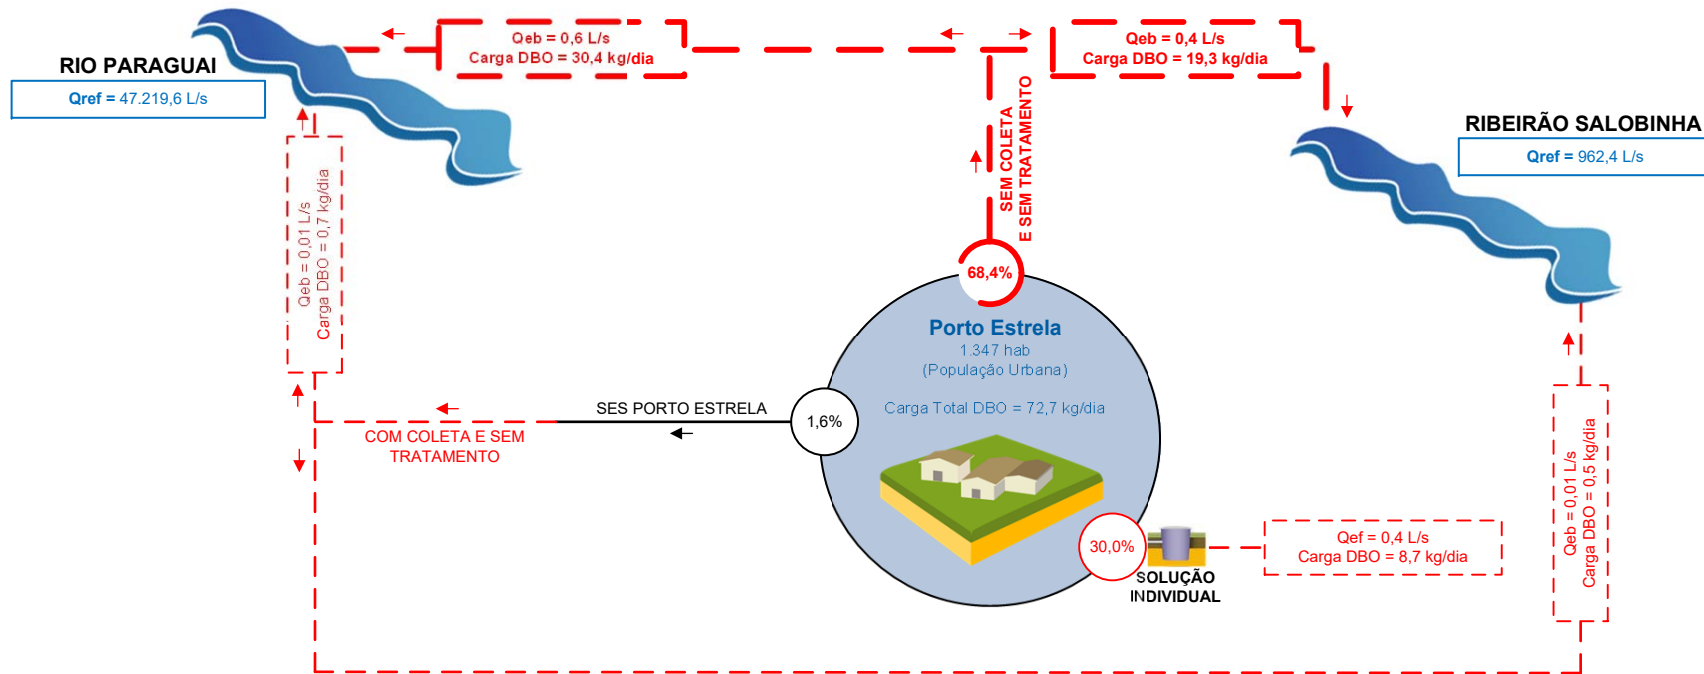 Qeb = 0,6 L/s
Carga DBO = 30,4 kg/dia
Qeb = 0,4 L/s
Carga DBO = 19,3 kg/dia
RIO PARAGUAI
Qref = 47.219,6 L/s
RIBEIRÃO SALOBINHA
Qref = 962,4 L/s
Qeb = 0,01 L/s
Carga DBO = 0,7 kg/dia
SEM COLETA
E SEM TRATAMENTO
68,4%
Porto Estrela
1.347 hab
(População Urbana)
Carga Total DBO = 72,7 kg/dia
SES PORTO ESTRELA
1,6%
COM COLETA E SEM
TRATAMENTO
30,0%
SOLUÇÃO
INDIVIDUAL
Qef = 0,4 L/s
Carga DBO = 8,7 kg/dia
Qeb = 0,01 L/s
Carga DBO = 0,5 kg/dia